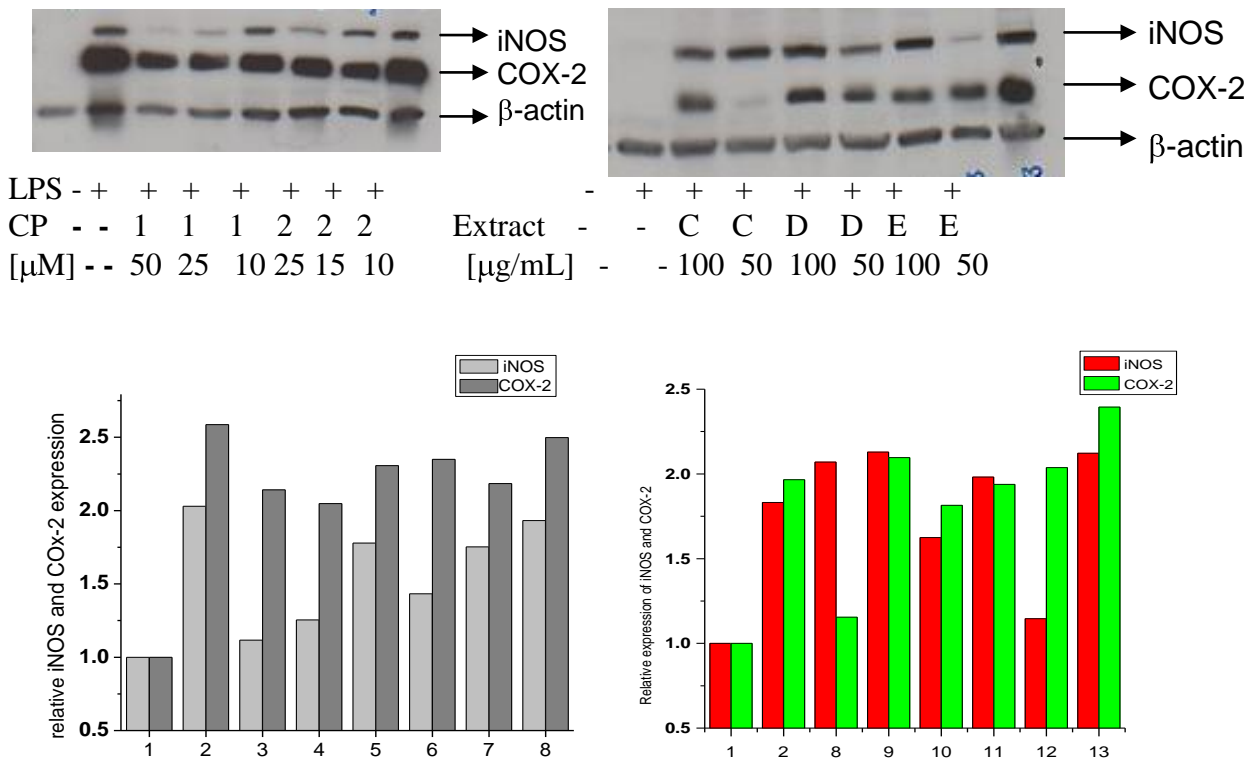 iNOS
COX-2
β-actin
LPS - + + + + + + +
CP - - 1 1 1 2 2 2
[μM] - - 50 25 10 25 15 10
iNOS
COX-2
β-actin
- + + + + + + +
Extract - - C C D D E E
[μg/mL] - - 100 50 100 50 100 50
iNOS
COX-2
relative iNOS and COx-2 expression
2.5
2.0
1.5
1.0
0.5
1 2 3 4 5 6 7 8
iNOS
COX-2
Relative expression of iNOS and COX-2
2.5
2.0
1.5
1.0
0.5
1 2 8 9 10 11 12 13